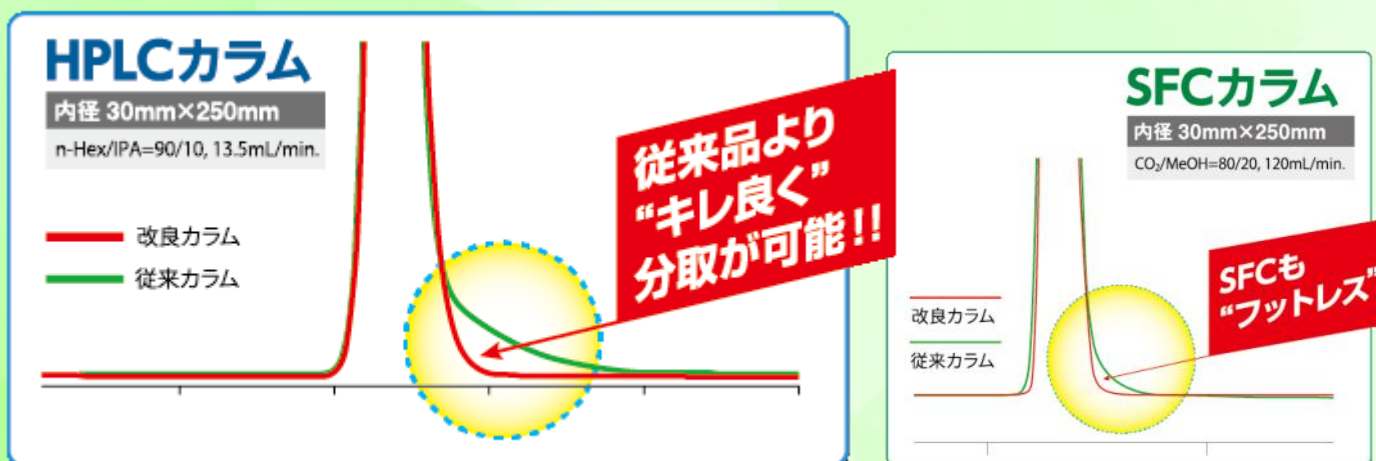 HPLCカラム
内径 30mm×250mm
n-Hex/IPA=90/10, 13.5mL/min.
改良カラム
従来カラム
従来品より
“キレ良く”
分取が可能!!
SFCカラム
内径 30mm×250mm
CO₂/MeOH=80/20, 120mL/min.
改良カラム
従来カラム
SFCも
“フットレス”